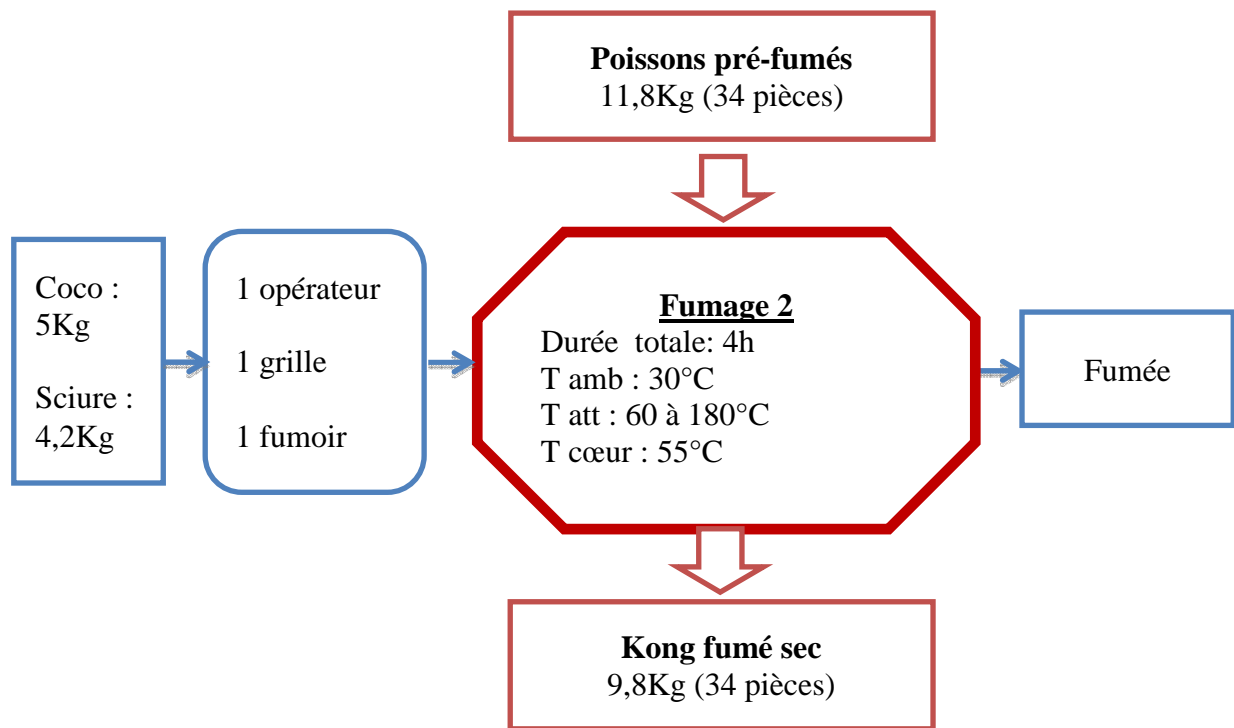 Poissons pré-fumés
11,8Kg (34 pièces)
Coco :
5Kg
Sciure :
4,2Kg
1 opérateur
1 grille
1 fumoir
Fumage 2
Durée totale: 4h
T amb : 30°C
T att : 60 à 180°C
T cœur : 55°C
Fumée
Kong fumé sec
9,8Kg (34 pièces)